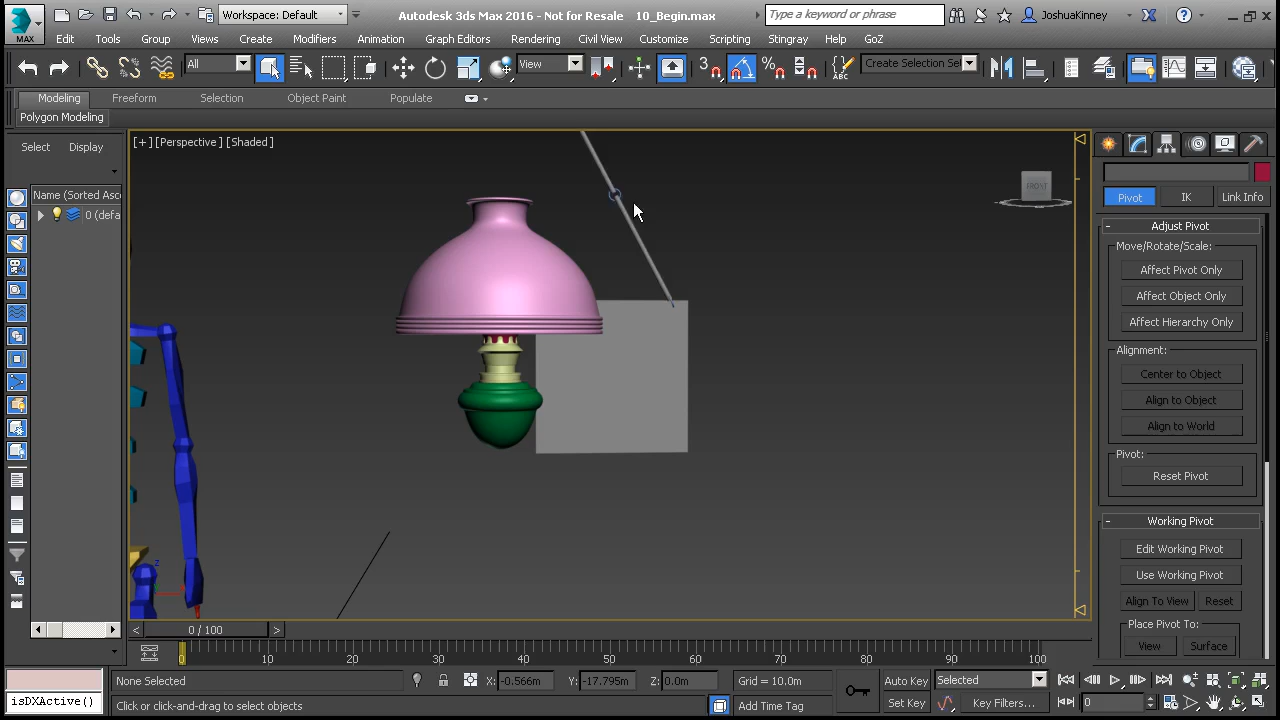 Workspace: Default
Autodesk 3ds Max 2016 - Not for Resale 10_Begin.max
Type a keyword or phrase
JoshuaKinney
MAX
Edit Tools Group Views Create Modifiers Animation Graph Editors Rendering Civil View Customize Scripting Stingray Help GoZ
All
View
3
Create Selection Se
Modeling Freeform Selection Object Paint Populate
Polygon Modeling
Select Display
[+] [Perspective] [Shaded]
Name (Sorted Asc
0 (defa
FRONT
Pivot IK Link Info
- Adjust Pivot
Move/Rotate/Scale:
Affect Pivot Only
Affect Object Only
Affect Hierarchy Only
Alignment:
Center to Object
Align to Object
Align to World
Pivot:
Reset Pivot
- Working Pivot
Edit Working Pivot
Use Working Pivot
Align To View Reset
Place Pivot To:
View Surface
z
< 0 / 100 >
0 10 20 30 40 50 60 70 80 90 100
None Selected
X: -0.566m Y: -17.795m Z: 0.0m
Grid = 10.0m
Auto Key Selected
isDXActive()
Click or click-and-drag to select objects
Add Time Tag
Set Key Key Filters...
0